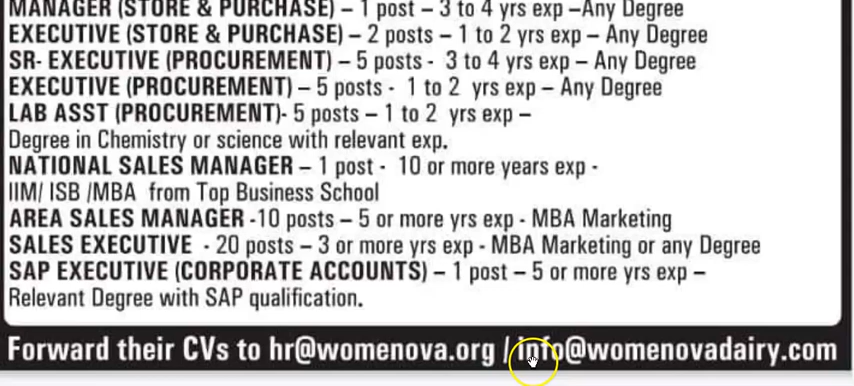 MANAGER (STORE & PURCHASE) – 1 post – 3 to 4 yrs exp –Any Degree
EXECUTIVE (STORE & PURCHASE) – 2 posts – 1 to 2 yrs exp – Any Degree
SR- EXECUTIVE (PROCUREMENT) – 5 posts - 3 to 4 yrs exp – Any Degree
EXECUTIVE (PROCUREMENT) – 5 posts - 1 to 2 yrs exp – Any Degree
LAB ASST (PROCUREMENT)- 5 posts – 1 to 2 yrs exp –
Degree in Chemistry or science with relevant exp.
NATIONAL SALES MANAGER – 1 post - 10 or more years exp -
IIM/ ISB /MBA from Top Business School
AREA SALES MANAGER -10 posts – 5 or more yrs exp - MBA Marketing
SALES EXECUTIVE - 20 posts – 3 or more yrs exp - MBA Marketing or any Degree
SAP EXECUTIVE (CORPORATE ACCOUNTS) – 1 post – 5 or more yrs exp –
Relevant Degree with SAP qualification.
Forward their CVs to hr@womenova.org / info@womenovadairy.com